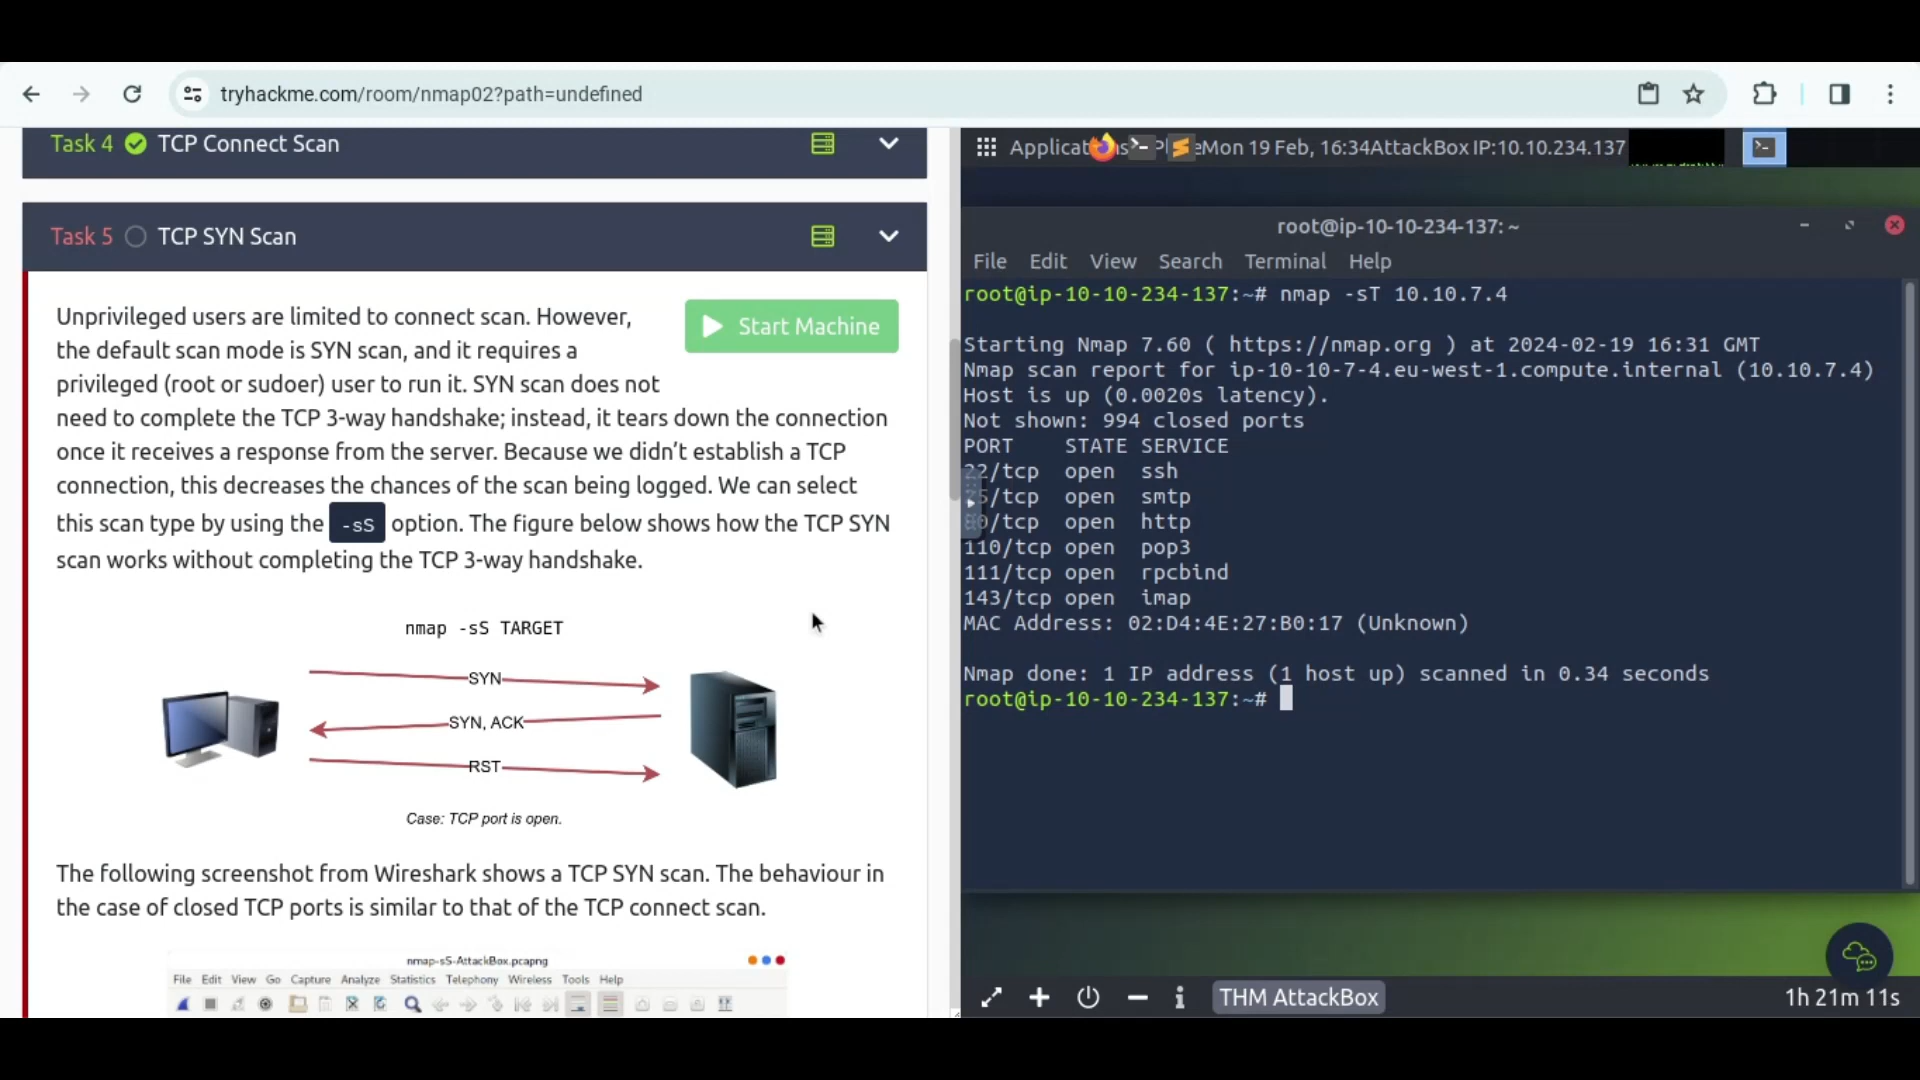 tryhackme.com/room/nmap02?path=undefined
Task 4 TCP Connect Scan
Task 5 TCP SYN Scan
Start Machine
Unprivileged users are limited to connect scan. However,
the default scan mode is SYN scan, and it requires a
privileged (root or sudoer) user to run it. SYN scan does not
need to complete the TCP 3-way handshake; instead, it tears down the connection
once it receives a response from the server. Because we didn’t establish a TCP
connection, this decreases the chances of the scan being logged. We can select
this scan type by using the -sS option. The figure below shows how the TCP SYN
scan works without completing the TCP 3-way handshake.
nmap -sS TARGET
SYN
SYN, ACK
RST
Case: TCP port is open.
The following screenshot from Wireshark shows a TCP SYN scan. The behaviour in
the case of closed TCP ports is similar to that of the TCP connect scan.
nmap-sS-AttackBox.pcapng
File Edit View Go Capture Analyze Statistics Telephony Wireless Tools Help
Mon 19 Feb, 16:34 AttackBox IP:10.10.234.137
root@ip-10-10-234-137: ~
File Edit View Search Terminal Help
root@ip-10-10-234-137:~# nmap -sT 10.10.7.4
Starting Nmap 7.60 ( https://nmap.org ) at 2024-02-19 16:31 GMT
Nmap scan report for ip-10-10-7-4.eu-west-1.compute.internal (10.10.7.4)
Host is up (0.0020s latency).
Not shown: 994 closed ports
PORT STATE SERVICE
22/tcp open ssh
25/tcp open smtp
80/tcp open http
110/tcp open pop3
111/tcp open rpcbind
143/tcp open imap
MAC Address: 02:D4:4E:27:B0:17 (Unknown)
Nmap done: 1 IP address (1 host up) scanned in 0.34 seconds
root@ip-10-10-234-137:~#
THM AttackBox
1h 21m 11s